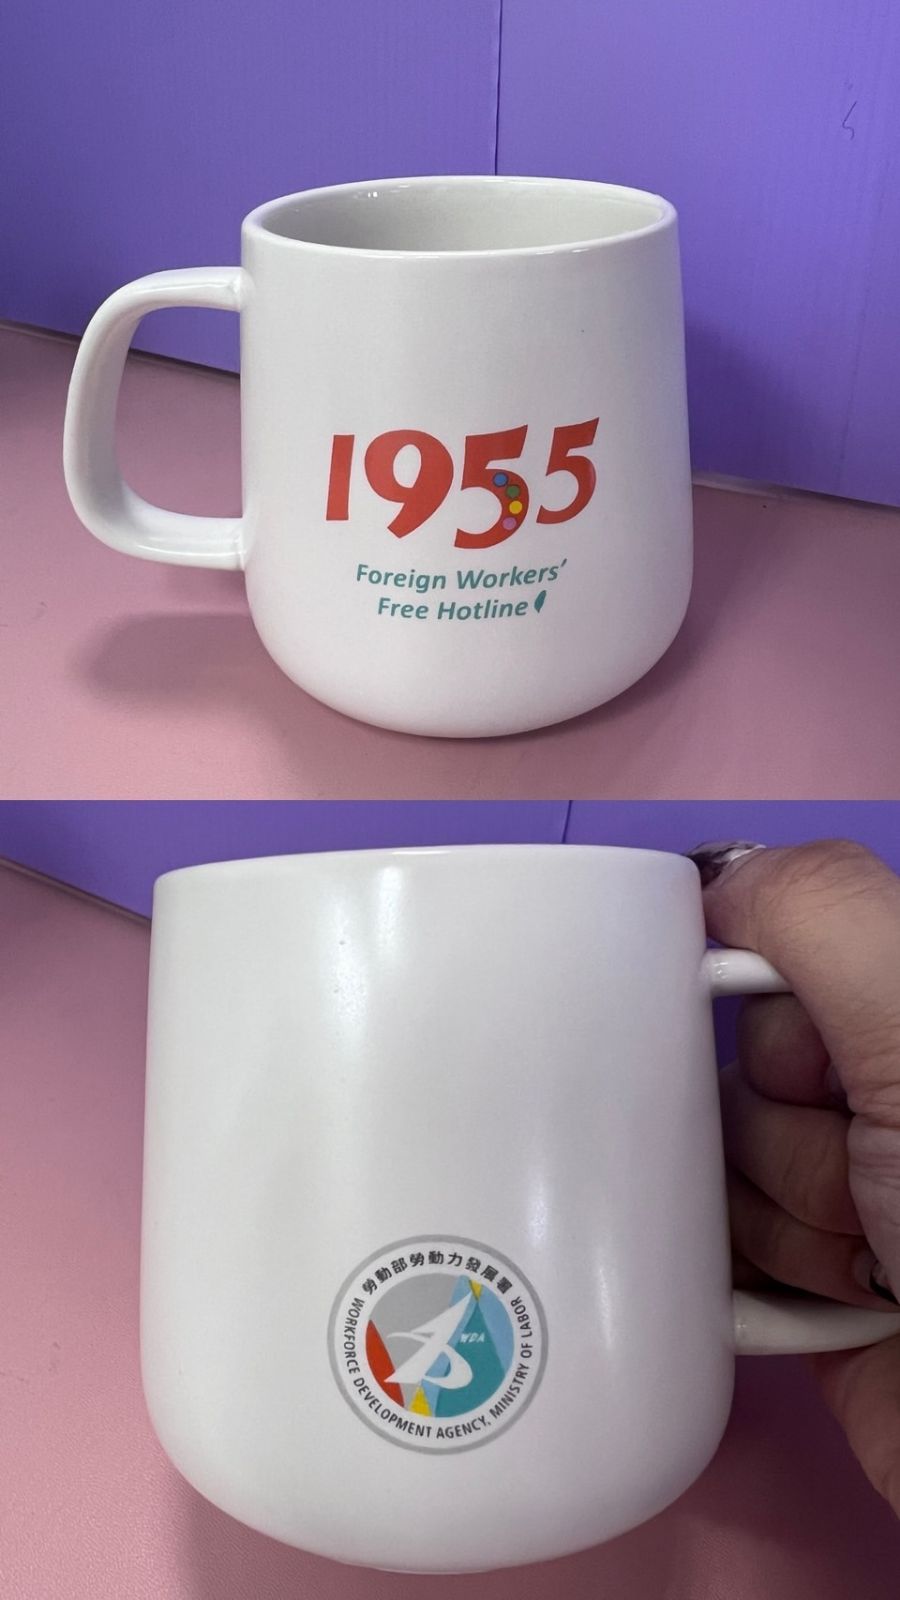 1955
Foreign Workers'
Free Hotline
勞動部勞動力發展署
WDA
WORKFORCE DEVELOPMENT AGENCY, MINISTRY OF LABOR